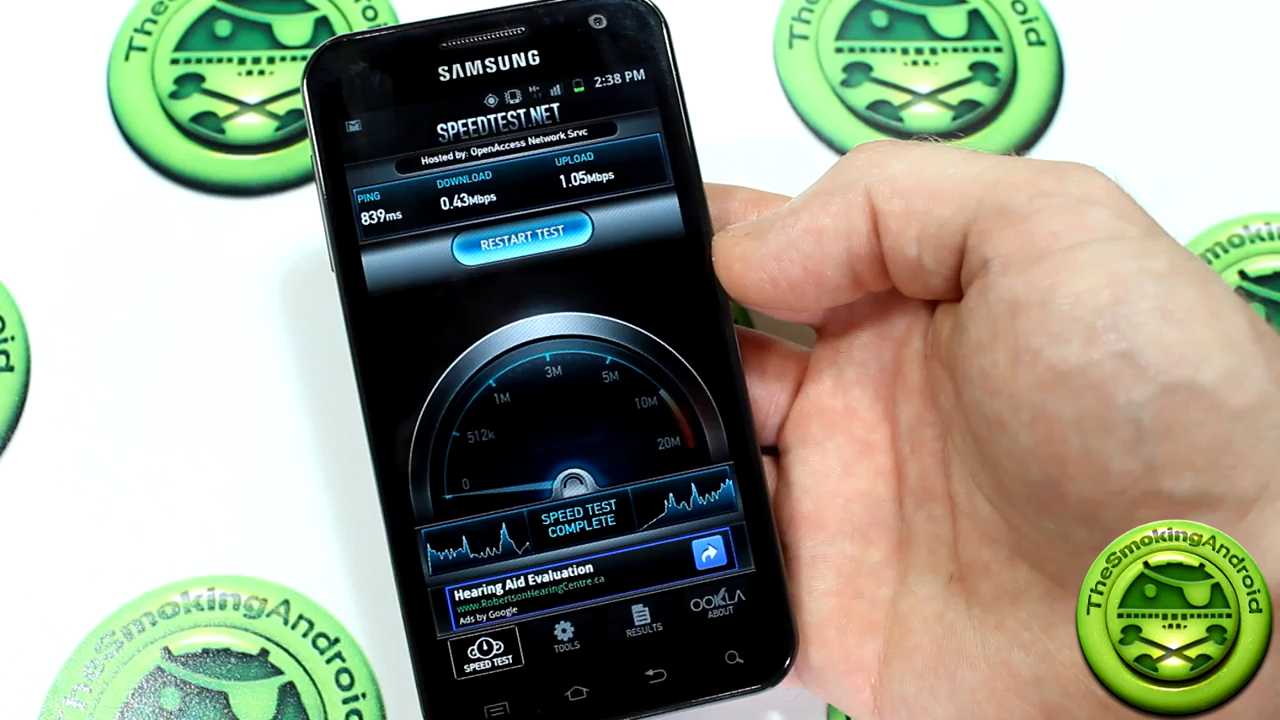 TheSmokingAndroid
SAMSUNG
H+
2:38 PM
SPEEDTEST.NET
Hosted by: OpenAccess Network Srvc
PING
DOWNLOAD
UPLOAD
839ms
0.43Mbps
1.05Mbps
RESTART TEST
0
512k
1M
3M
5M
10M
20M
SPEED TEST
COMPLETE
Hearing Aid Evaluation
www.RobertsonHearingCentre.ca
Ads by Google
SPEED TEST
TOOLS
RESULTS
OOKLA
ABOUT
TheSmokingAndroid